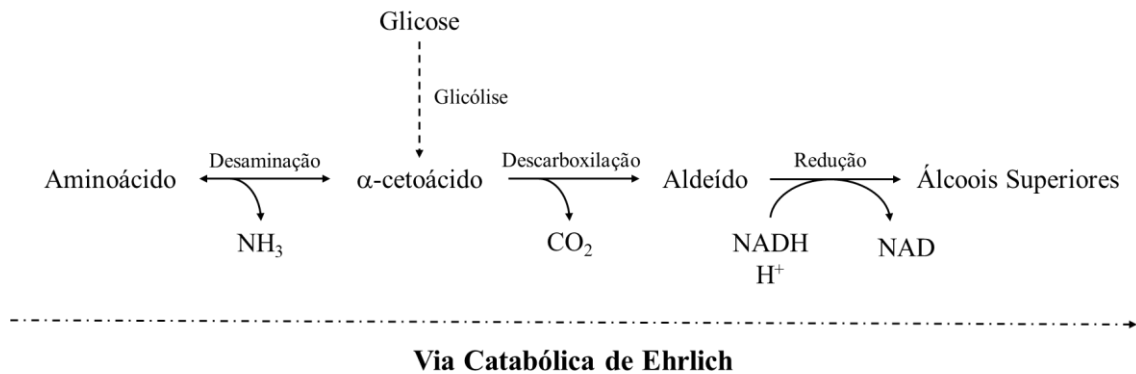 Glicose
Glicólise
Desaminação
Descarboxilação
Redução
Aminoácido
α-cetoácido
Aldeído
Álcoois Superiores
NH₃
CO₂
NADH
H⁺
NAD
Via Catabólica de Ehrlich